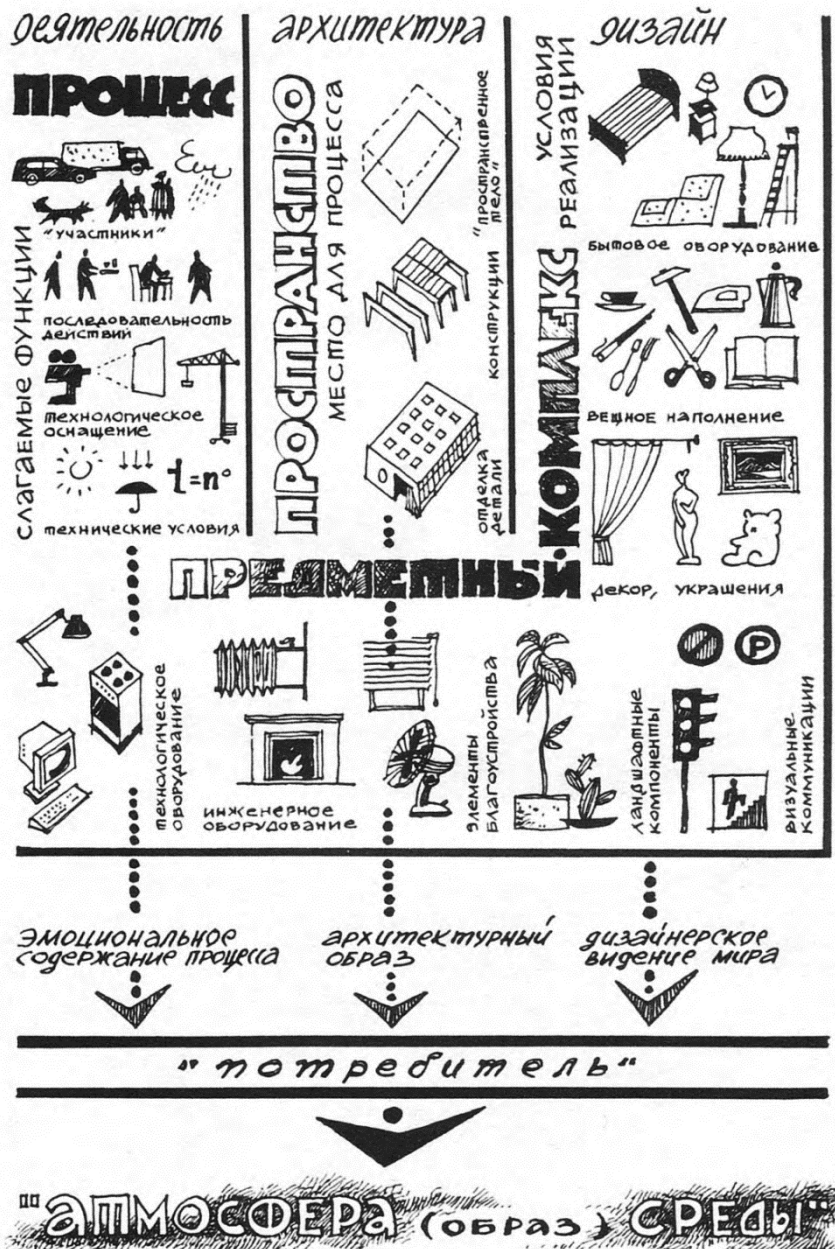 деятельность
ПРОЦЕСС
СЛАГАЕМЫЕ ФУНКЦИИ
"участники"
последовательность
действий
технологическое
оснащение
i=n°
технические условия
архитектура
ПРОСТРАНСТВО
МЕСТО ДЛЯ ПРОЦЕССА
"пространственное
тело"
конструкции
отделка
детали
дизайн
УСЛОВИЯ
РЕАЛИЗАЦИИ
бытовое оборудование
вещное наполнение
декор, украшения
ПРЕДМЕТНЫЙ
КОМПЛЕКС
технологическое
оборудование
инженерное
оборудование
элементы
благоустройства
ландшафтные
компоненты
P
визуальные
коммуникации
эмоциональное
содержание процесса
архитектурный
образ
дизайнерское
видение мира
"потребитель"
"АТМОСФЕРА (ОБРАЗ) СРЕДЫ"